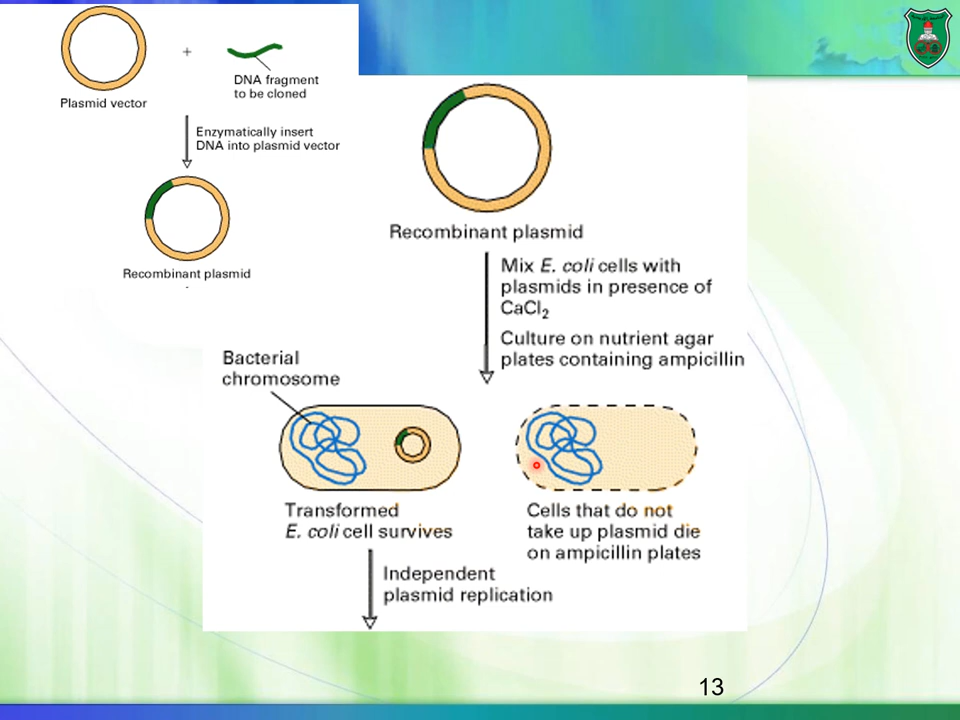 +
DNA fragment
to be cloned
Plasmid vector
Enzymatically insert
DNA into plasmid vector
Recombinant plasmid
Recombinant plasmid
Mix E. coli cells with
plasmids in presence of
CaCl₂
Culture on nutrient agar
plates containing ampicillin
Bacterial
chromosome
Transformed
E. coli cell survives
Cells that do not
take up plasmid die
on ampicillin plates
Independent
plasmid replication
13